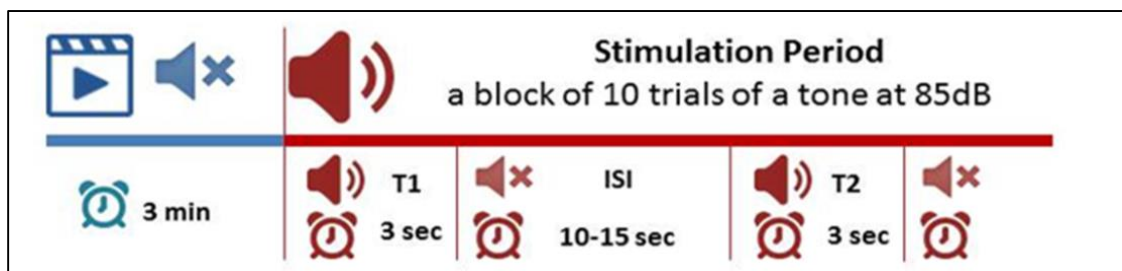 Stimulation Period
a block of 10 trials of a tone at 85dB
3 min
T1
3 sec
ISI
10-15 sec
T2
3 sec